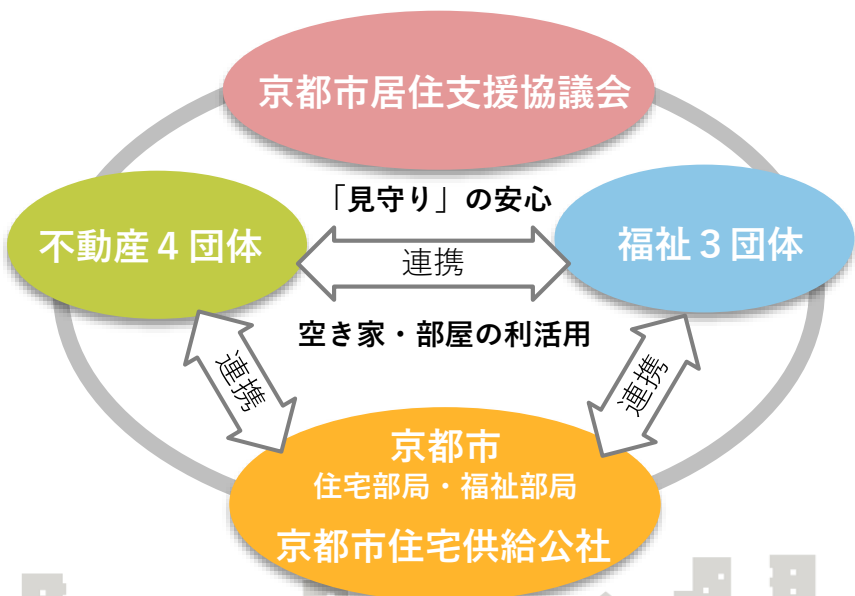 京都市居住支援協議会
「見守り」の安心
不動産４団体
連携
福祉３団体
空き家・部屋の利活用
連携
連携
京都市
住宅部局・福祉部局
京都市住宅供給公社